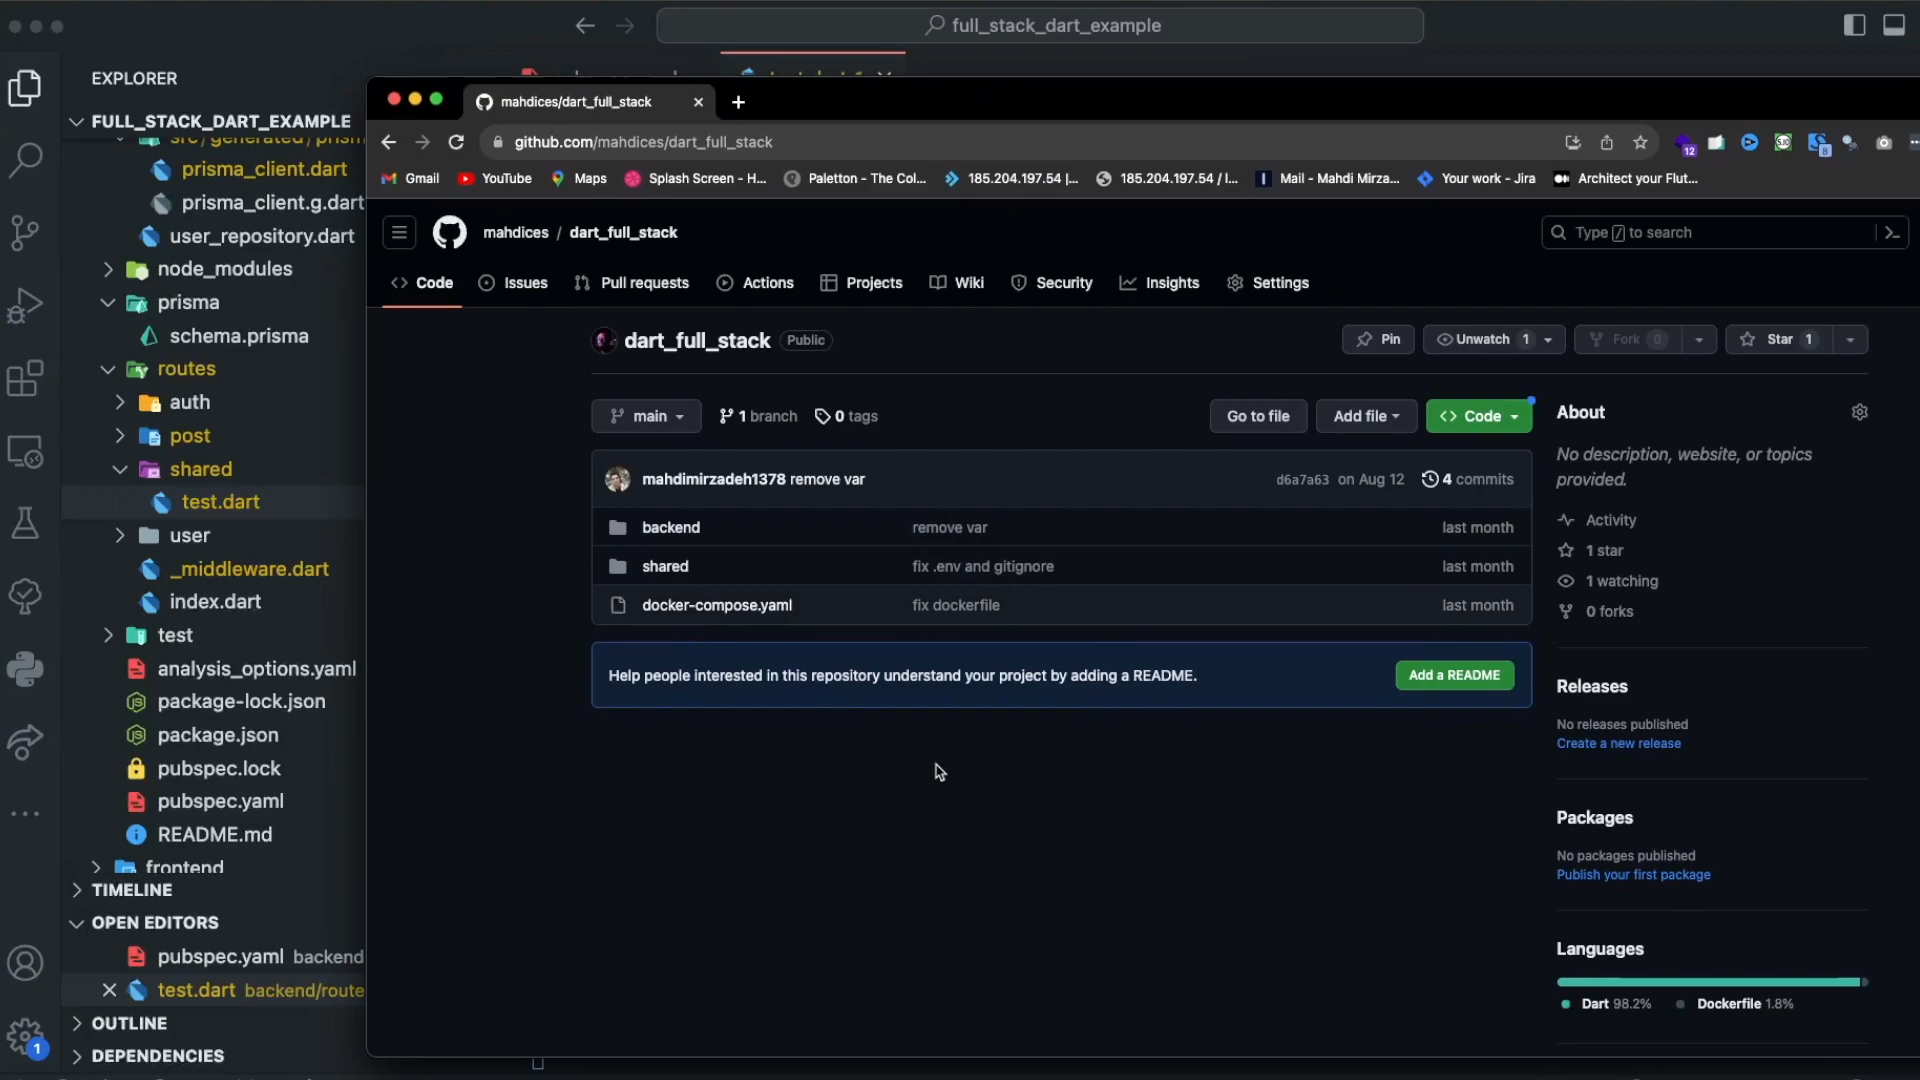 full_stack_dart_example
EXPLORER
FULL_STACK_DART_EXAMPLE
src/generated/prism
prisma_client.dart
prisma_client.g.dart
user_repository.dart
node_modules
prisma
schema.prisma
routes
auth
post
shared
test.dart
user
_middleware.dart
index.dart
test
analysis_options.yaml
package-lock.json
package.json
pubspec.lock
pubspec.yaml
README.md
frontend
TIMELINE
OPEN EDITORS
pubspec.yaml backend
test.dart backend/route
OUTLINE
DEPENDENCIES
1
mahdices/dart_full_stack
github.com/mahdices/dart_full_stack
12
8
Gmail YouTube Maps Splash Screen - H... Paletton - The Col... 185.204.197.54 |... 185.204.197.54 / l... Mail - Mahdi Mirza... Your work - Jira Architect your Flut...
mahdices / dart_full_stack
Type / to search
Code Issues Pull requests Actions Projects Wiki Security Insights Settings
dart_full_stack Public
Pin Unwatch 1 Fork 0 Star 1
main 1 branch 0 tags
Go to file Add file Code
mahdimirzadeh1378 remove var d6a7a63 on Aug 12 4 commits
backend remove var last month
shared fix .env and gitignore last month
docker-compose.yaml fix dockerfile last month
Help people interested in this repository understand your project by adding a README. Add a README
About
No description, website, or topics
provided.
Activity
1 star
1 watching
0 forks
Releases
No releases published
Create a new release
Packages
No packages published
Publish your first package
Languages
Dart 98.2% Dockerfile 1.8%